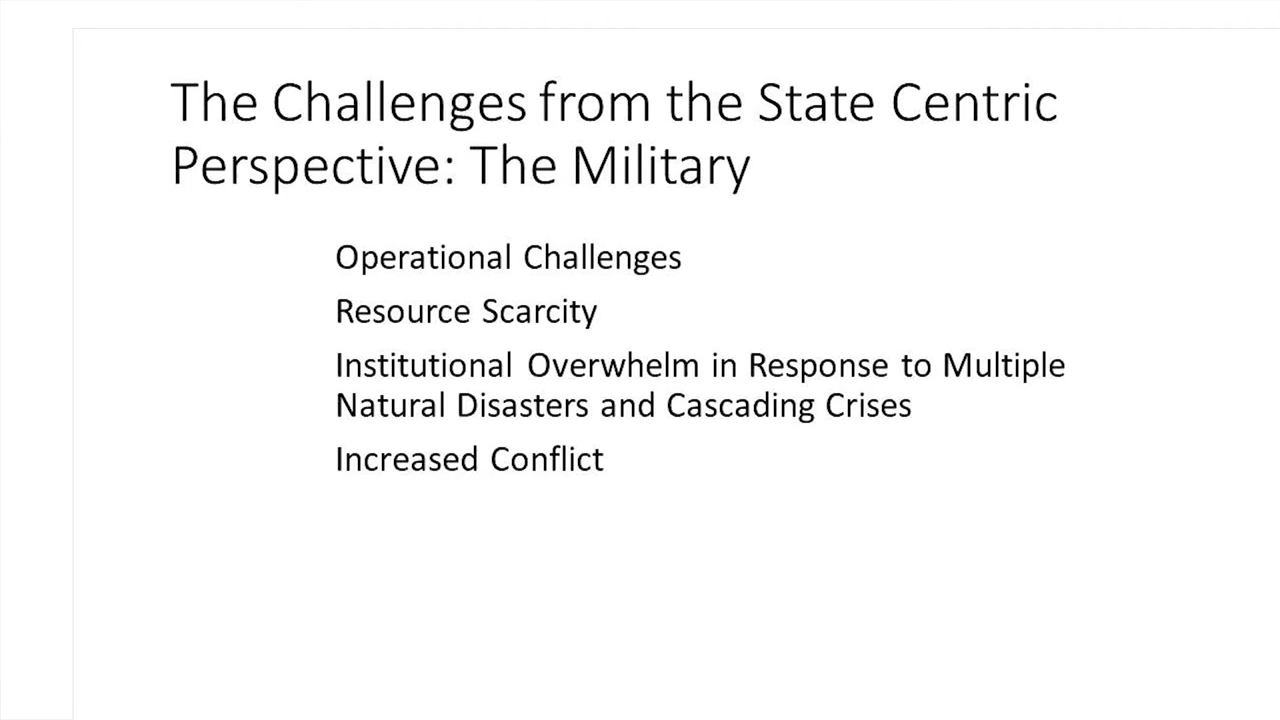 The Challenges from the State Centric
Perspective: The Military
Operational Challenges
Resource Scarcity
Institutional Overwhelm in Response to Multiple
Natural Disasters and Cascading Crises
Increased Conflict